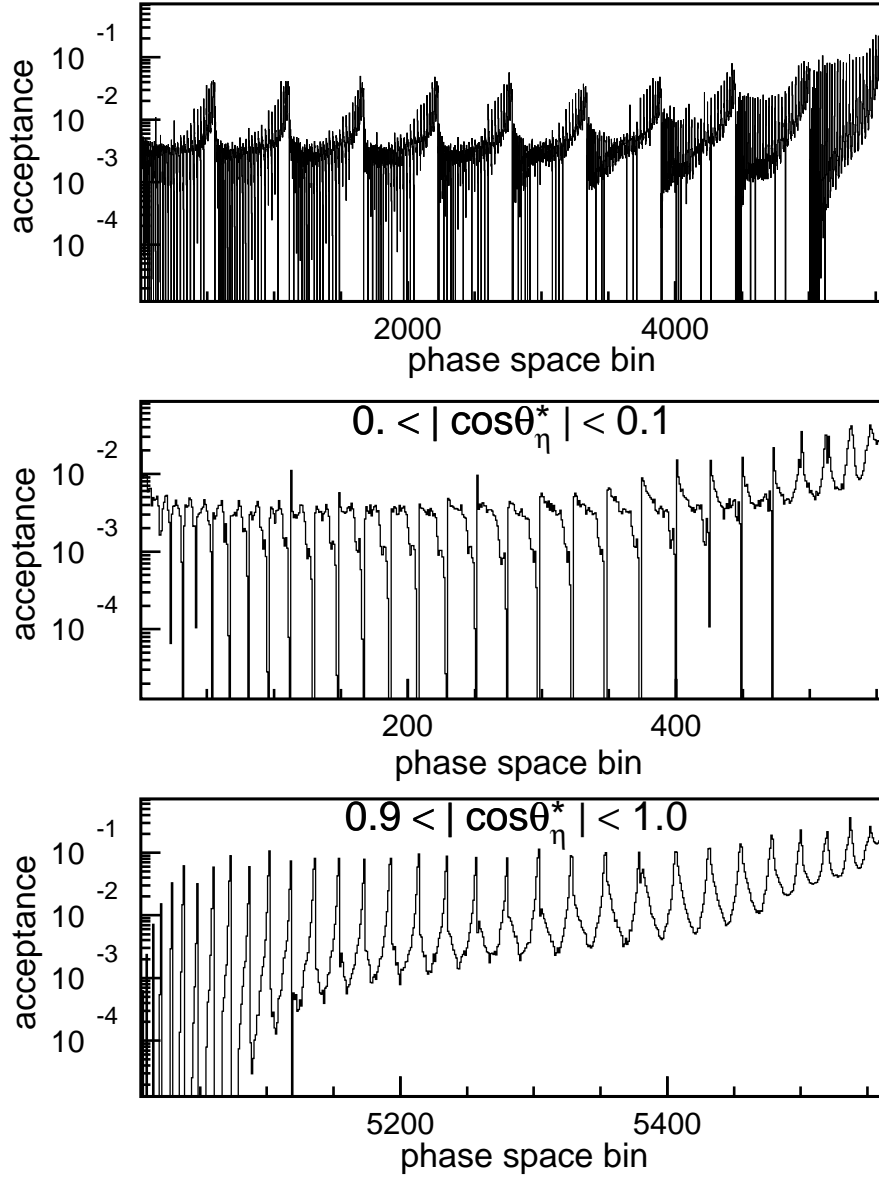 acceptance
10 -1
10 -2
10 -3
10 -4
2000 4000
phase space bin
0. < | cosθ*η | < 0.1
acceptance
10 -2
10 -3
10 -4
200 400
phase space bin
0.9 < | cosθ*η | < 1.0
acceptance
10 -1
10 -2
10 -3
10 -4
5200 5400
phase space bin